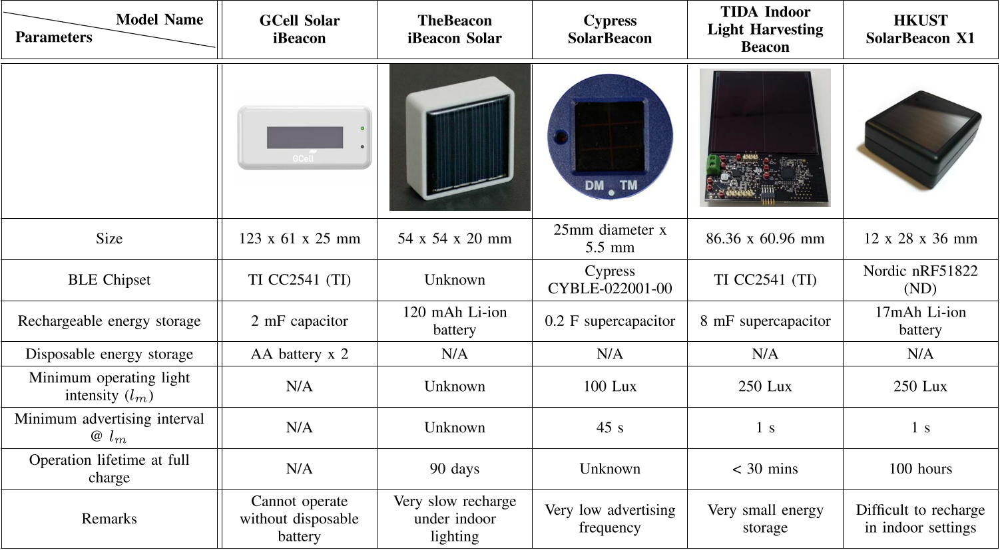 Model Name
Parameters
GCell Solar
iBeacon
TheBeacon
iBeacon Solar
Cypress
SolarBeacon
TIDA Indoor
Light Harvesting
Beacon
HKUST
SolarBeacon X1
GCell
DM TM
Size
123 x 61 x 25 mm
54 x 54 x 20 mm
25mm diameter x
5.5 mm
86.36 x 60.96 mm
12 x 28 x 36 mm
BLE Chipset
TI CC2541 (TI)
Unknown
Cypress
CYBLE-022001-00
TI CC2541 (TI)
Nordic nRF51822
(ND)
Rechargeable energy storage
2 mF capacitor
120 mAh Li-ion
battery
0.2 F supercapacitor
8 mF supercapacitor
17mAh Li-ion
battery
Disposable energy storage
AA battery x 2
N/A
N/A
N/A
N/A
Minimum operating light
intensity (lm)
N/A
Unknown
100 Lux
250 Lux
250 Lux
Minimum advertising interval
@ lm
N/A
Unknown
45 s
1 s
1 s
Operation lifetime at full
charge
N/A
90 days
Unknown
< 30 mins
100 hours
Remarks
Cannot operate
without disposable
battery
Very slow recharge
under indoor
lighting
Very low advertising
frequency
Very small energy
storage
Difficult to recharge
in indoor settings